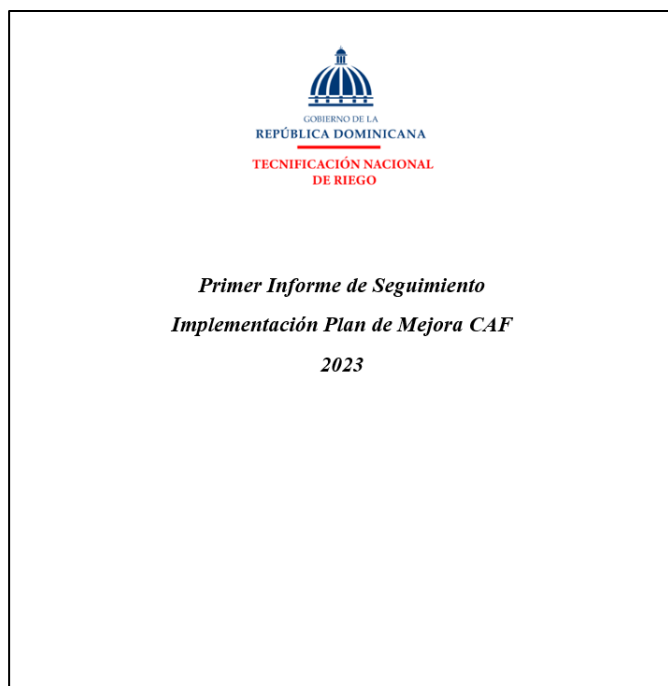 GOBIERNO DE LA
REPÚBLICA DOMINICANA
TECNIFICACIÓN NACIONAL
DE RIEGO
Primer Informe de Seguimiento
Implementación Plan de Mejora CAF
2023